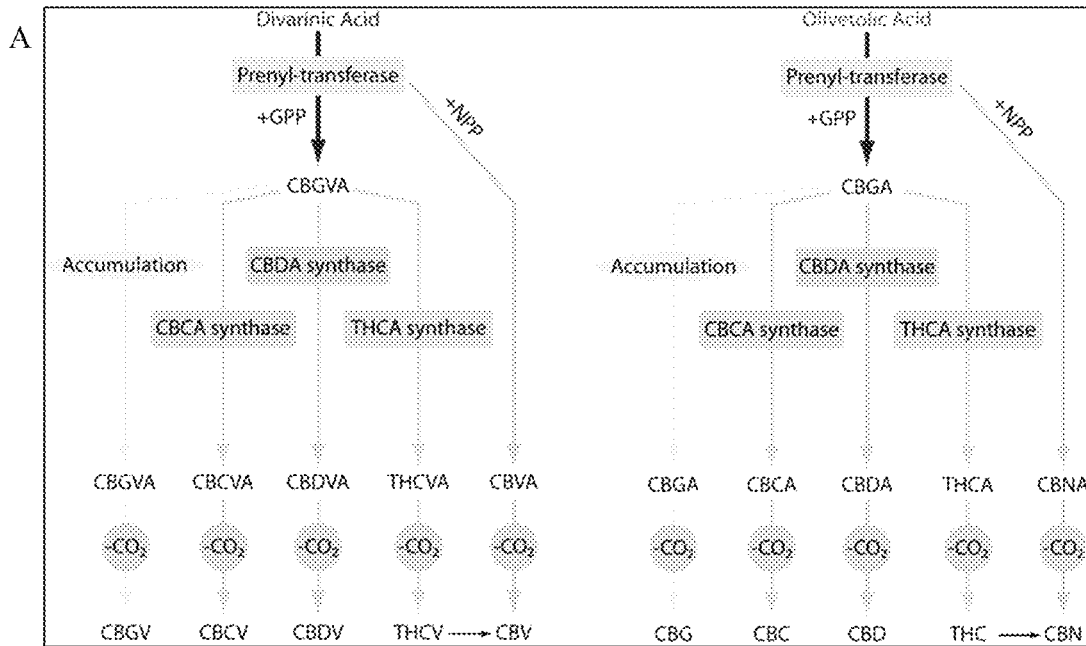 A
Divarinic Acid
Prenyl-transferase
+GPP
+NPP
CBGVA
Accumulation
CBDA synthase
CBCA synthase
THCA synthase
CBGVA CBCVA CBDVA THCVA CBVA
-CO₂ -CO₂ -CO₂ -CO₂ -CO₂
CBGV CBCV CBDV THCV CBV
Olivetolic Acid
Prenyl-transferase
+GPP
+NPP
CBGA
Accumulation
CBDA synthase
CBCA synthase
THCA synthase
CBGA CBCA CBDA THCA CBNA
-CO₂ -CO₂ -CO₂ -CO₂ -CO₂
CBG CBC CBD THC CBN